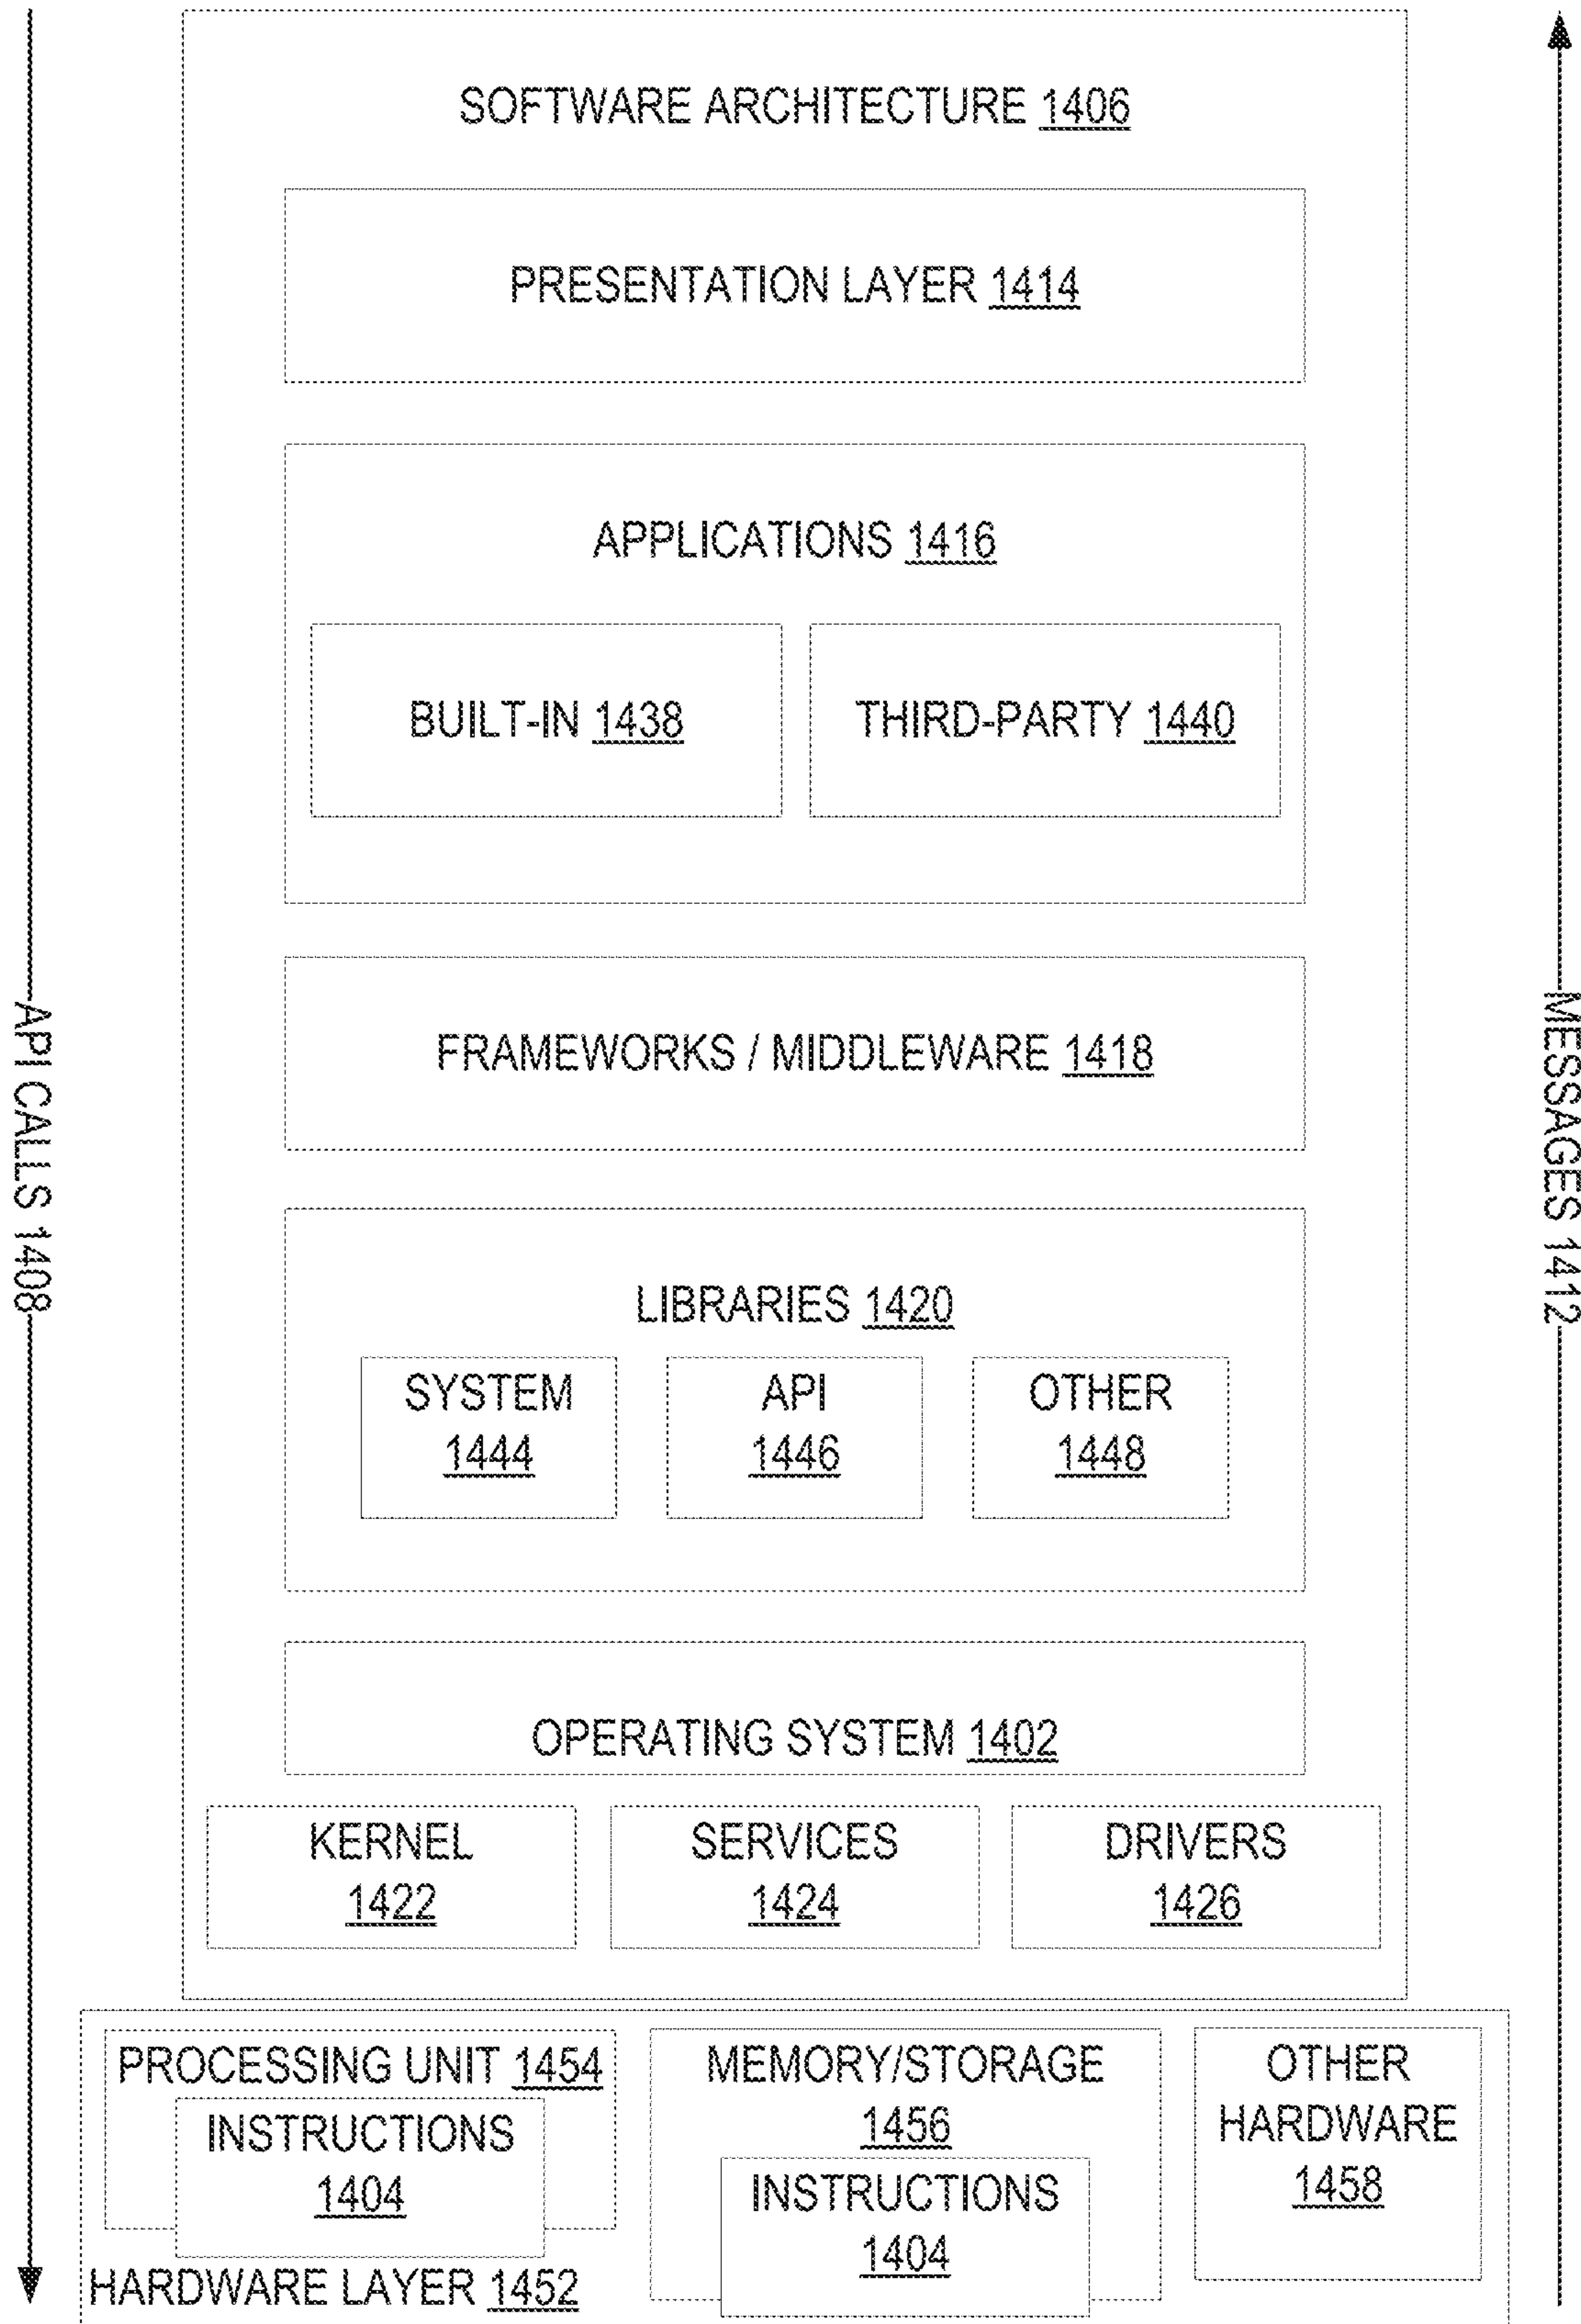 SOFTWARE ARCHITECTURE 1406
PRESENTATION LAYER 1414
APPLICATIONS 1416
BUILT-IN 1438
THIRD-PARTY 1440
FRAMEWORKS / MIDDLEWARE 1418
API CALLS 1408
MESSAGES 1412
LIBRARIES 1420
SYSTEM
1444
API
1446
OTHER
1448
OPERATING SYSTEM 1402
KERNEL
1422
SERVICES
1424
DRIVERS
1426
PROCESSING UNIT 1454
INSTRUCTIONS
1404
MEMORY/STORAGE
1456
INSTRUCTIONS
1404
OTHER
HARDWARE
1458
HARDWARE LAYER 1452